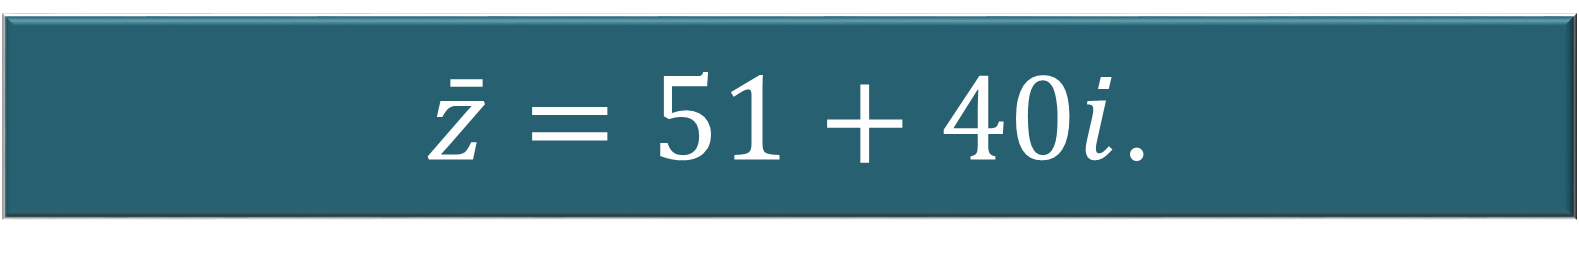 z̄ = 51 + 40i.